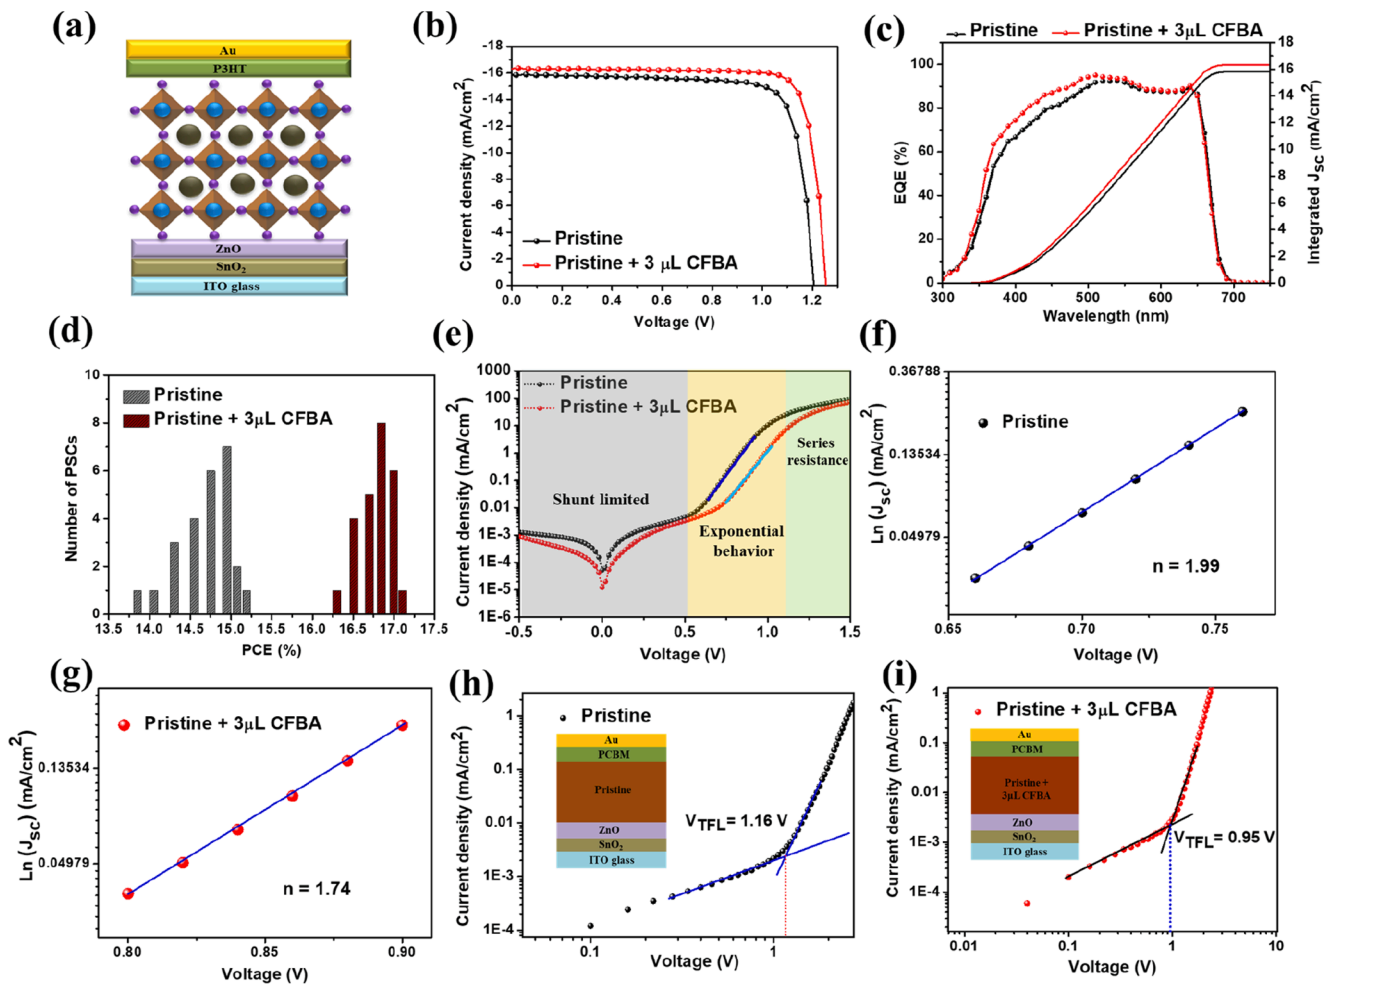 (a)
Au
P3HT
ZnO
SnO₂
ITO glass
(b)
-18
-16
-14
-12
-10
-8
-6
-4
-2
0
Current density (mA/cm²)
Pristine
Pristine + 3 μL CFBA
0.0 0.2 0.4 0.6 0.8 1.0 1.2
Voltage (V)
(c)
Pristine Pristine + 3μL CFBA
100
80
60
40
20
0
EQE (%)
18
16
14
12
10
8
6
4
2
0
Integrated J_SC (mA/cm²)
300 400 500 600 700
Wavelength (nm)
(d)
10
8
6
4
2
0
Number of PSCs
Pristine
Pristine + 3μL CFBA
13.5 14.0 14.5 15.0 15.5 16.0 16.5 17.0 17.5
PCE (%)
(e)
1000
100
10
1
0.1
0.01
1E-3
1E-4
1E-5
1E-6
Current density (mA/cm²)
Pristine
Pristine + 3μL CFBA
Series
resistance
Shunt limited
Exponential
behavior
-0.5 0.0 0.5 1.0 1.5
Voltage (V)
(f)
0.36788
0.13534
0.04979
Ln (J_SC) (mA/cm²)
Pristine
n = 1.99
0.65 0.70 0.75
Voltage (V)
(g)
0.13534
0.04979
Ln (J_SC) (mA/cm²)
Pristine + 3μL CFBA
n = 1.74
0.80 0.85 0.90
Voltage (V)
(h)
1
0.1
0.01
1E-3
1E-4
Current density (mA/cm²)
Pristine
Au
PCBM
Pristine
ZnO
SnO₂
ITO glass
V_TFL = 1.16 V
0.1 1
Voltage (V)
(i)
1
0.1
0.01
1E-3
1E-4
Current density (mA/cm²)
Pristine + 3μL CFBA
Au
PCBM
Pristine +
3μL CFBA
ZnO
SnO₂
ITO glass
V_TFL= 0.95 V
0.01 0.1 1 10
Voltage (V)